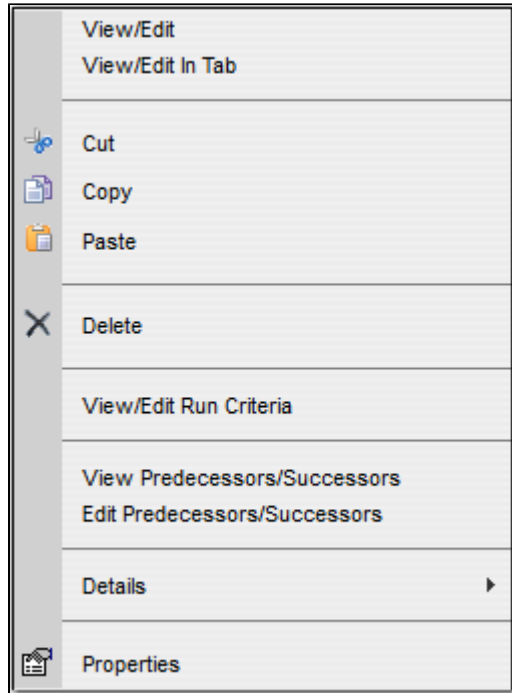 View/Edit
View/Edit In Tab
Cut
Copy
Paste
Delete
View/Edit Run Criteria
View Predecessors/Successors
Edit Predecessors/Successors
Details
Properties